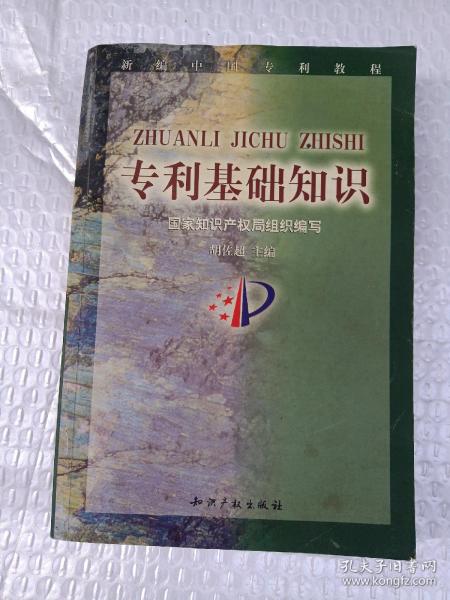 新编中国专利教程
ZHUANLI JICHU ZHISHI
专利基础知识
国家知识产权局组织编写
胡佐超 主编
知识产权出版社
孔夫子旧书网
www.kongfz.com